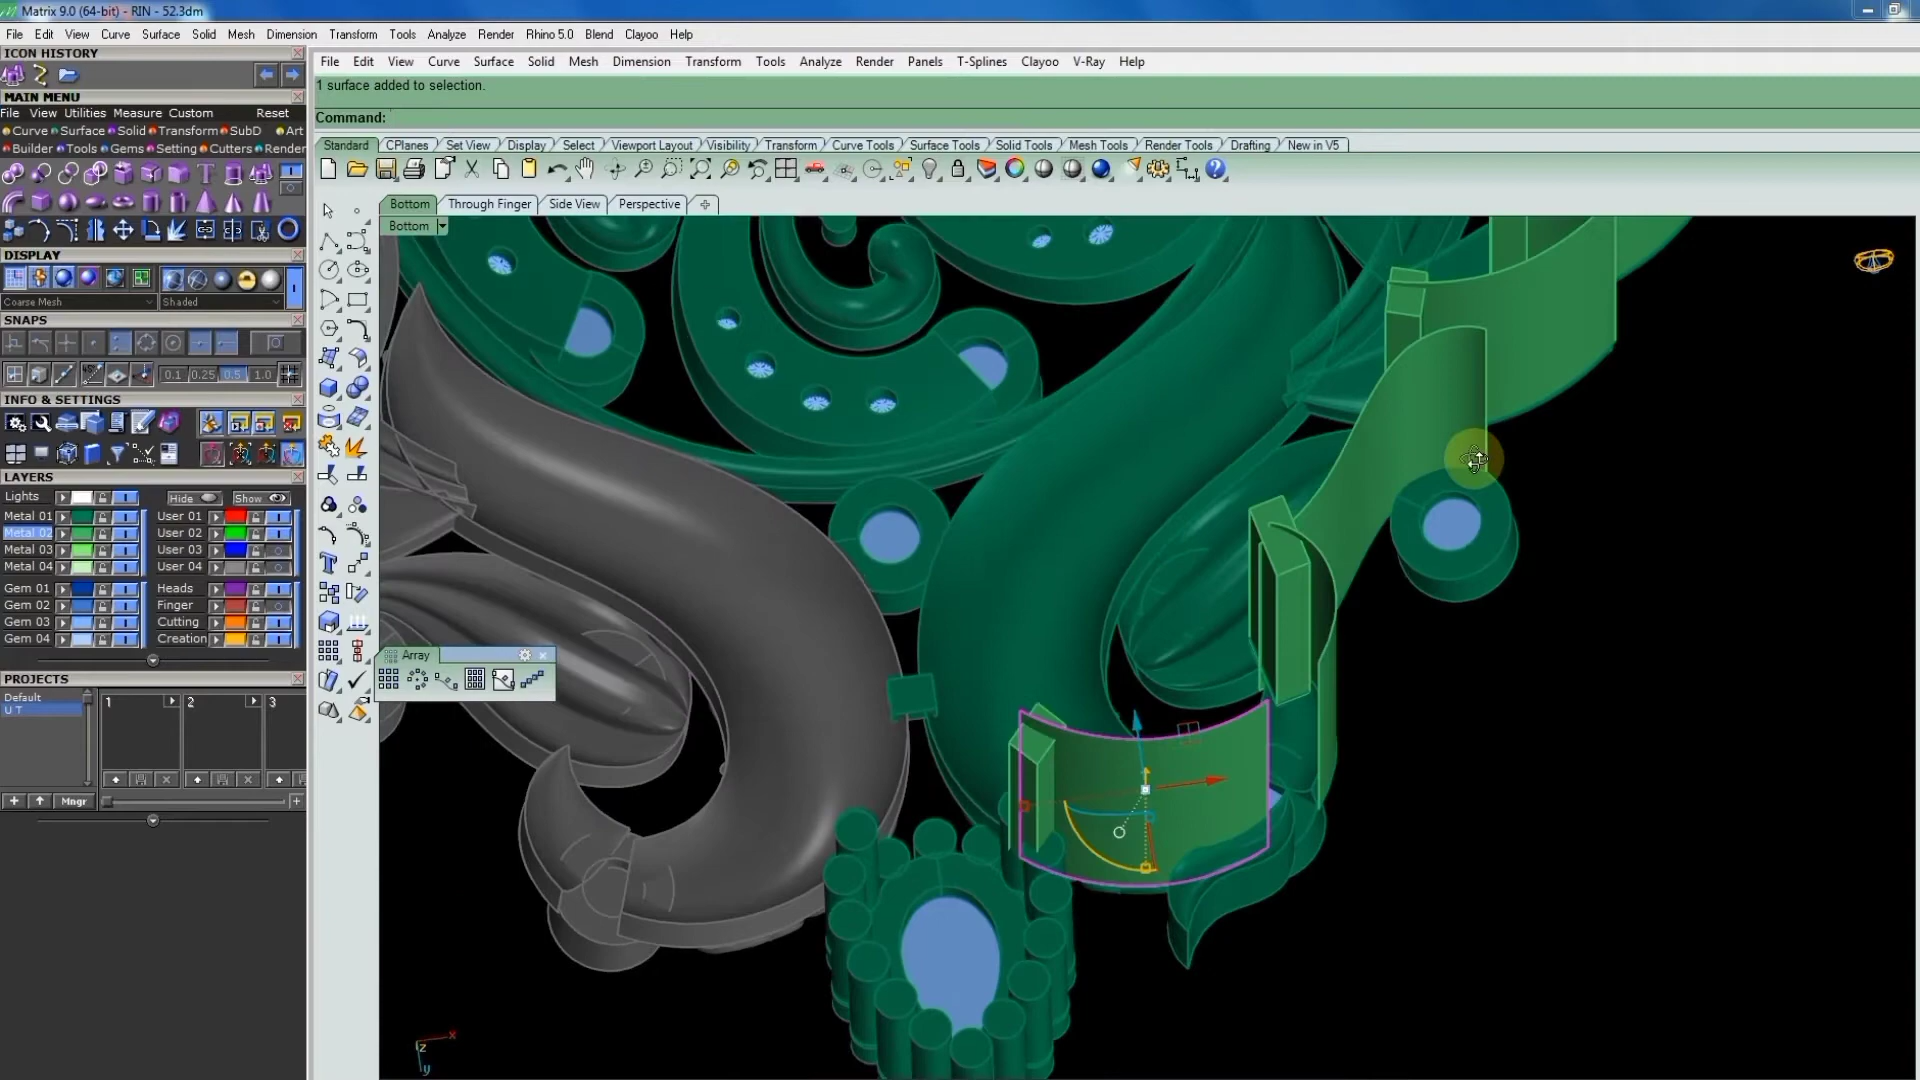 Matrix 9.0 (64-bit) - RIN - 52.3dm
File Edit View Curve Surface Solid Mesh Dimension Transform Tools Analyze Render Rhino 5.0 Blend Clayoo Help
ICON HISTORY
MAIN MENU
File View Utilities Measure Custom Reset
Curve Surface Solid Transform SubD Art
Builder Tools Gems Setting Cutters Render
DISPLAY
Coarse Mesh Shaded
SNAPS
0.1 0.25 0.5 1.0
INFO & SETTINGS
LAYERS
Lights Hide Show
Metal 01 User 01
Metal 02 User 02
Metal 03 User 03
Metal 04 User 04
Gem 01 Heads
Gem 02 Finger
Gem 03 Cutting
Gem 04 Creation
PROJECTS
Default
U T
1 2 3
Mngr
File Edit View Curve Surface Solid Mesh Dimension Transform Tools Analyze Render Panels T-Splines Clayoo V-Ray Help
1 surface added to selection.
Command:
Standard CPlanes Set View Display Select Viewport Layout Visibility Transform Curve Tools Surface Tools Solid Tools Mesh Tools Render Tools Drafting New in V5
Bottom Through Finger Side View Perspective
Bottom
Array
x
z
y